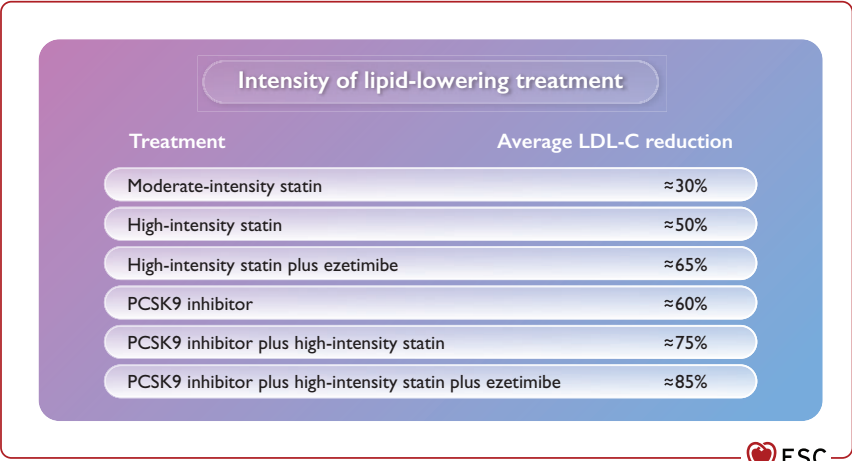 Intensity of lipid-lowering treatment
Treatment Average LDL-C reduction
Moderate-intensity statin ≈30%
High-intensity statin ≈50%
High-intensity statin plus ezetimibe ≈65%
PCSK9 inhibitor ≈60%
PCSK9 inhibitor plus high-intensity statin ≈75%
PCSK9 inhibitor plus high-intensity statin plus ezetimibe ≈85%
ESC